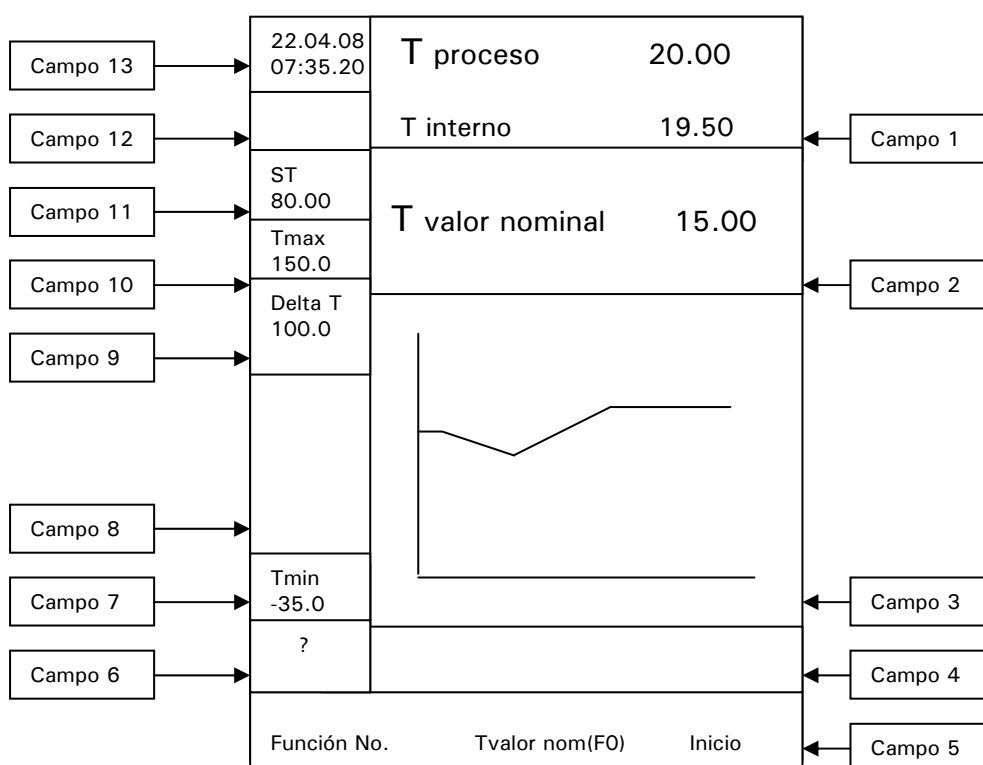 Campo 13
Campo 12
Campo 11
Campo 10
Campo 9
Campo 8
Campo 7
Campo 6
22.04.08
07:35.20
ST
80.00
Tmax
150.0
Delta T
100.0
Tmin
-35.0
?
T proceso 20.00
T interno 19.50
T valor nominal 15.00
Función No. Tvalor nom(F0) Inicio
Campo 1
Campo 2
Campo 3
Campo 4
Campo 5